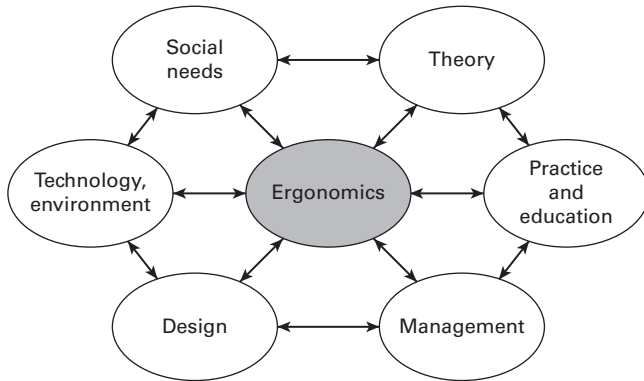 Social
needs
Theory
Technology,
environment
Ergonomics
Practice
and
education
Design
Management